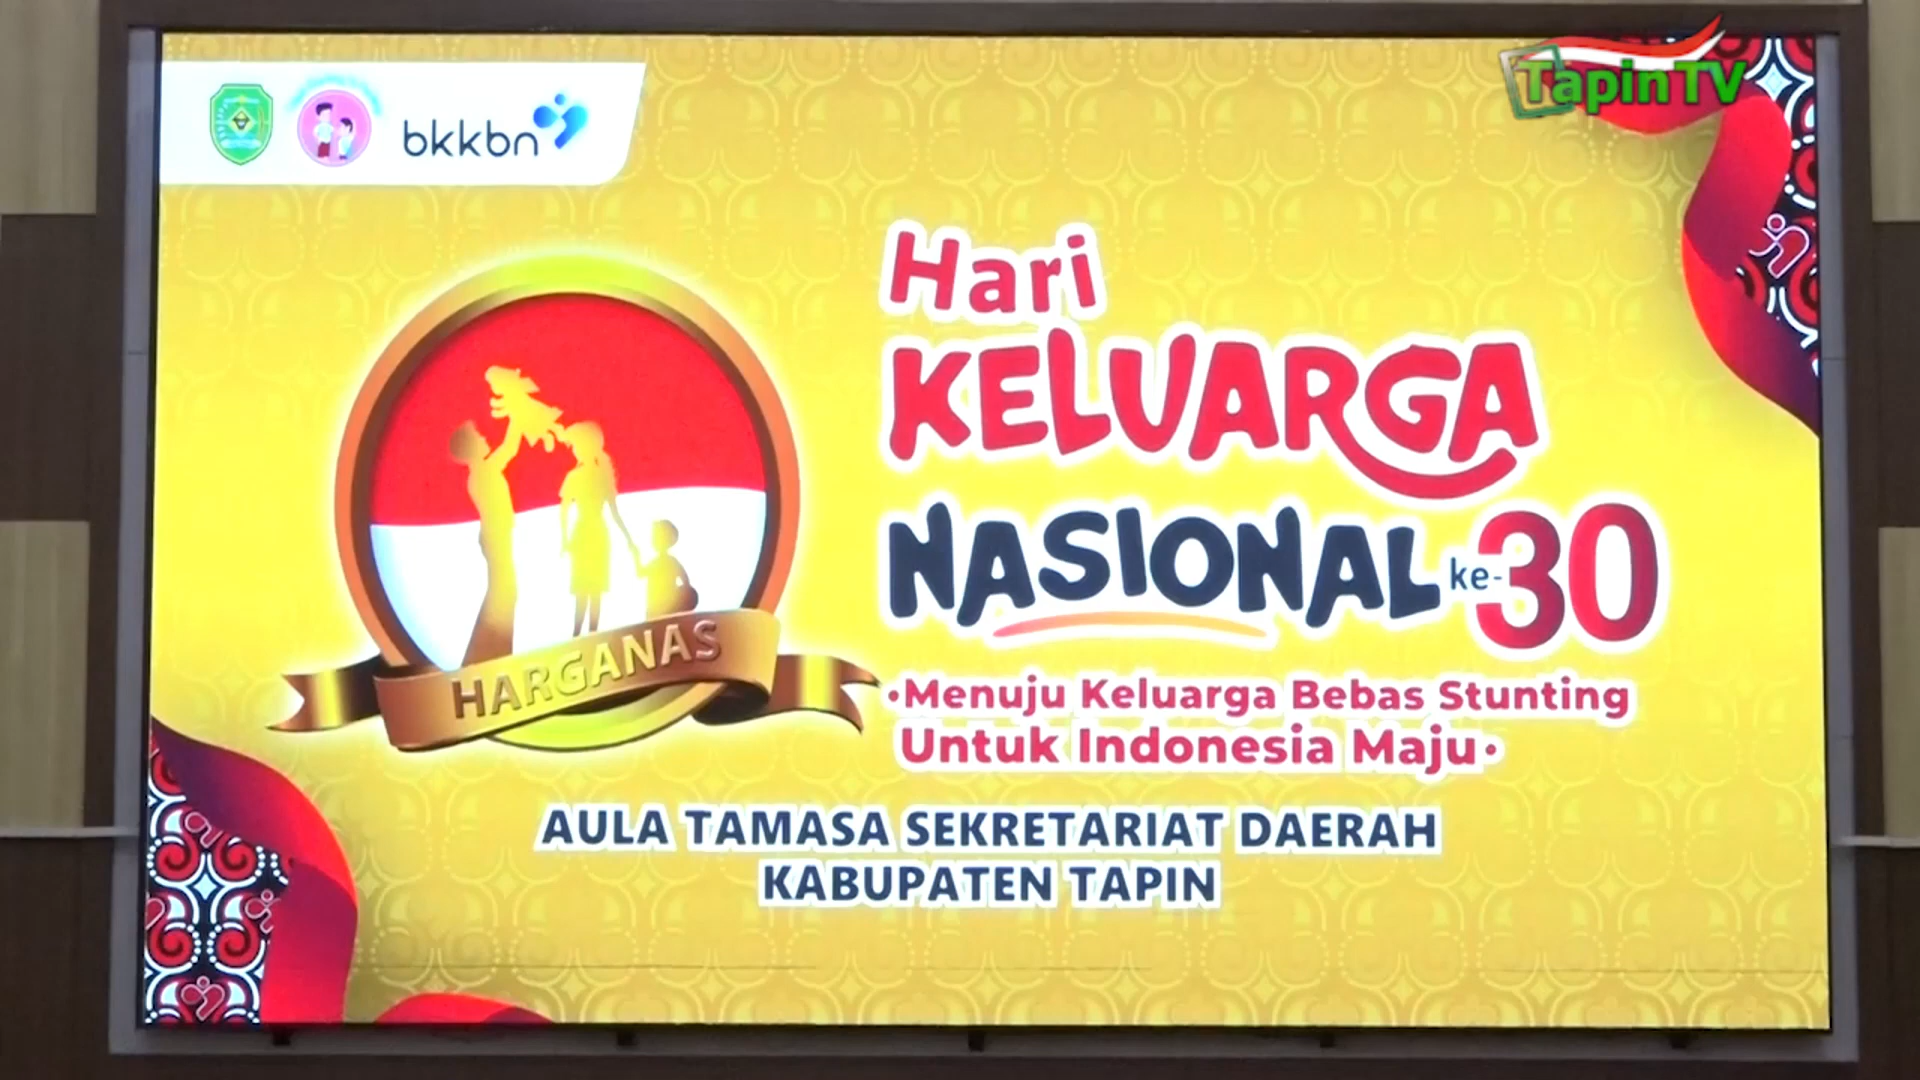 TapinTV
bkkbn
Hari
KELUARGA
NASIONAL ke-30
HARGANAS
•Menuju Keluarga Bebas Stunting
Untuk Indonesia Maju•
AULA TAMASA SEKRETARIAT DAERAH
KABUPATEN TAPIN